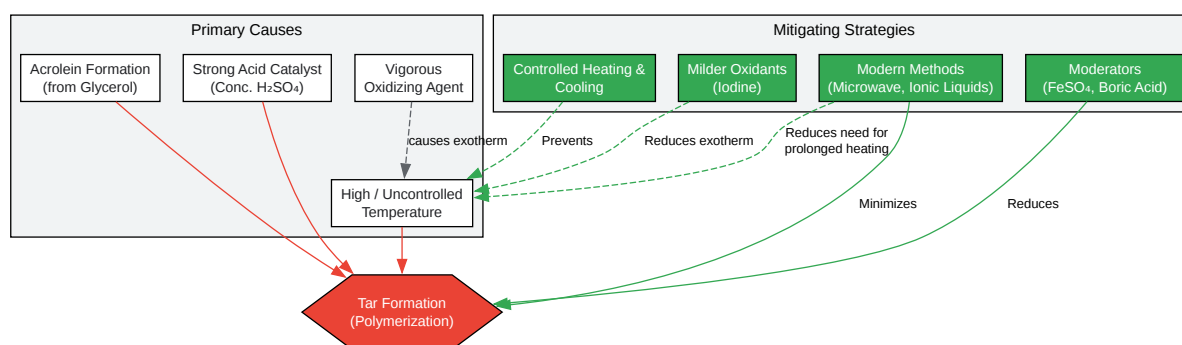 Primary Causes
Mitigating Strategies
Acrolein Formation
(from Glycerol)
Strong Acid Catalyst
(Conc. H₂SO₄)
Vigorous
Oxidizing Agent
Controlled Heating &
Cooling
Milder Oxidants
(Iodine)
Modern Methods
(Microwave, Ionic Liquids)
Moderators
(FeSO₄, Boric Acid)
causes exotherm
Prevents
Reduces exotherm
Reduces need for
prolonged heating
High / Uncontrolled
Temperature
Minimizes
Reduces
Tar Formation
(Polymerization)